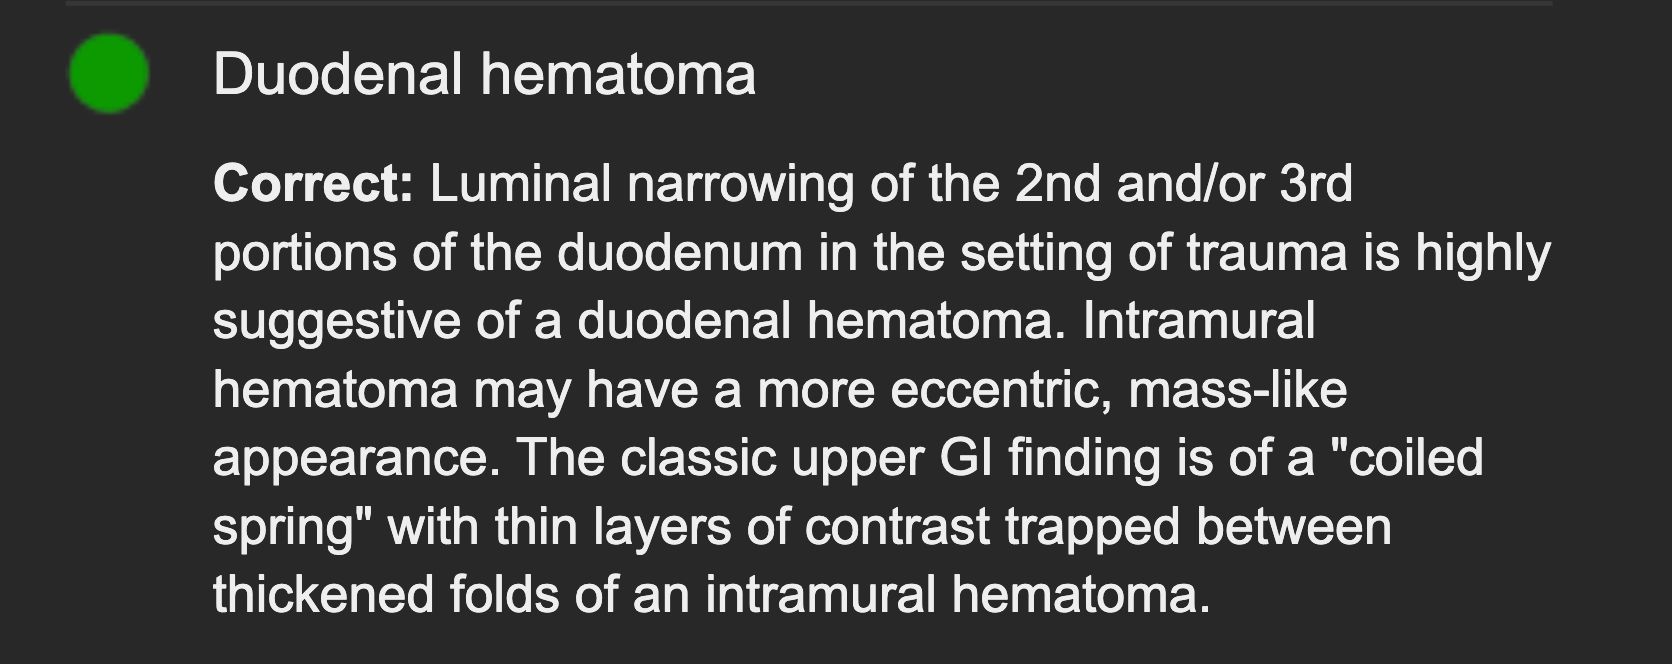 Duodenal hematoma
Correct: Luminal narrowing of the 2nd and/or 3rd
portions of the duodenum in the setting of trauma is highly
suggestive of a duodenal hematoma. Intramural
hematoma may have a more eccentric, mass-like
appearance. The classic upper GI finding is of a "coiled
spring" with thin layers of contrast trapped between
thickened folds of an intramural hematoma.